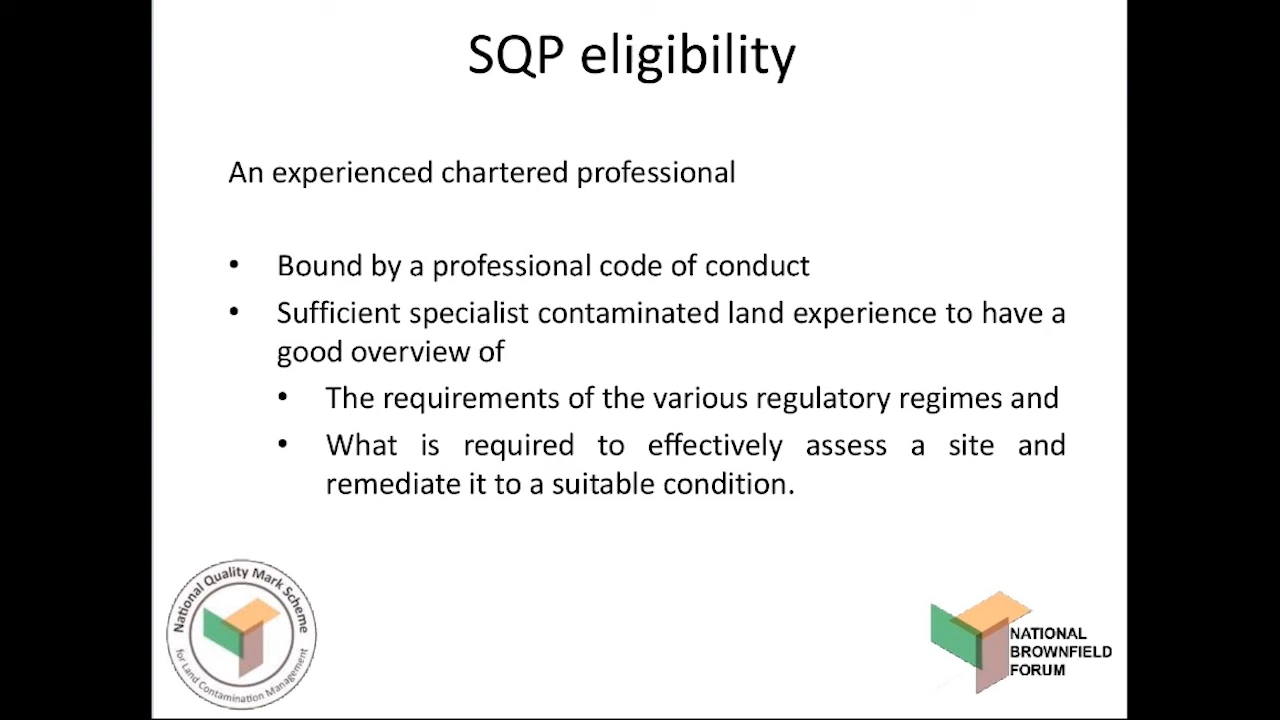 SQP eligibility
An experienced chartered professional
• Bound by a professional code of conduct
• Sufficient specialist contaminated land experience to have a
good overview of
• The requirements of the various regulatory regimes and
• What is required to effectively assess a site and
remediate it to a suitable condition.
National Quality Mark Scheme
for Land Contamination Management
NATIONAL
BROWNFIELD
FORUM